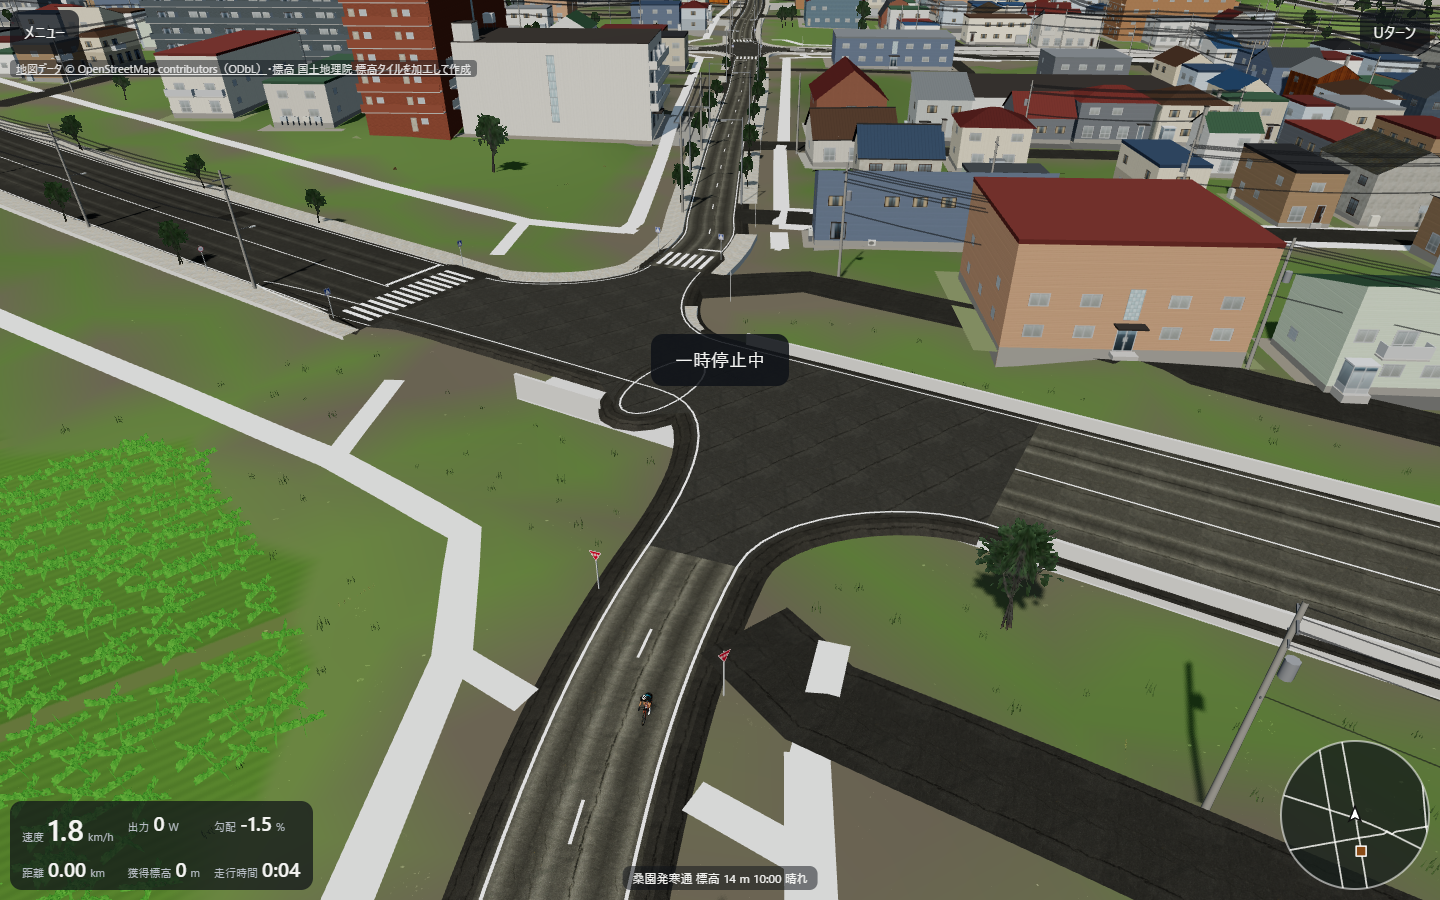 メニュー
Uターン
地図データ © OpenStreetMap contributors（ODbL）・標高 国土地理院 標高タイルを加工して作成
一時停止中
速度 1.8 km/h 出力 0 W 勾配 -1.5 %
距離 0.00 km 獲得標高 0 m 走行時間 0:04
桑園発寒通 標高 14 m 10:00 晴れ